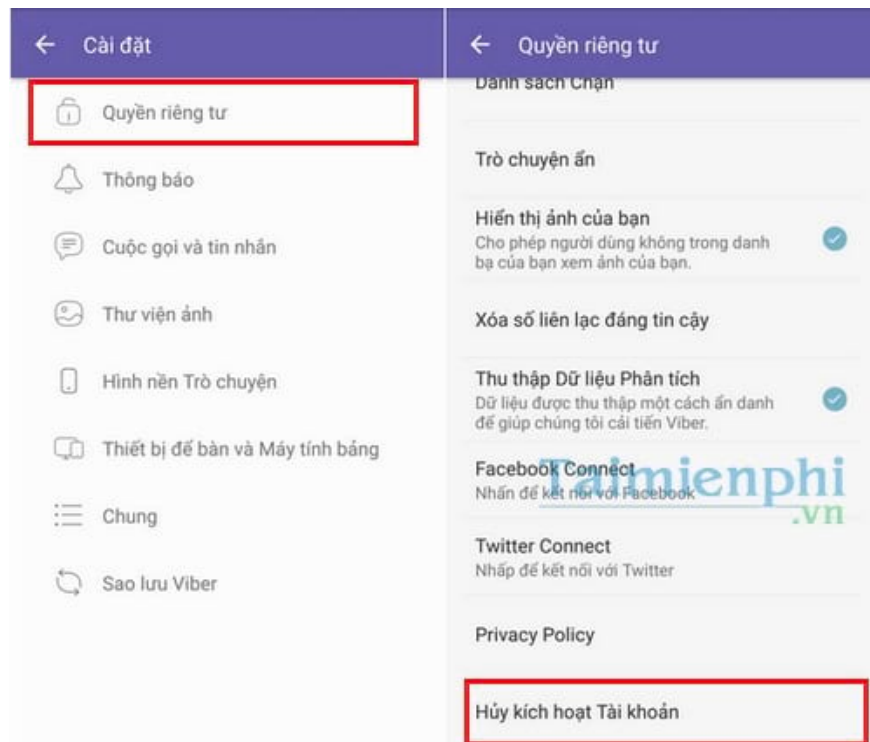 Cài đặt
Quyền riêng tư
Thông báo
Cuộc gọi và tin nhắn
Thư viện ảnh
Hình nền Trò chuyện
Thiết bị để bàn và Máy tính bảng
Chung
Sao lưu Viber
Quyền riêng tư
Danh sách Chặn
Trò chuyện ẩn
Hiển thị ảnh của bạn
Cho phép người dùng không trong danh
bạ của bạn xem ảnh của bạn.
Xóa số liên lạc đáng tin cậy
Thu thập Dữ liệu Phân tích
Dữ liệu được thu thập một cách ẩn danh
để giúp chúng tôi cải tiến Viber.
Facebook Connect
Nhấn để kết nối với Facebook
Taimienphi
.vn
Twitter Connect
Nhấp để kết nối với Twitter
Privacy Policy
Hủy kích hoạt Tài khoản